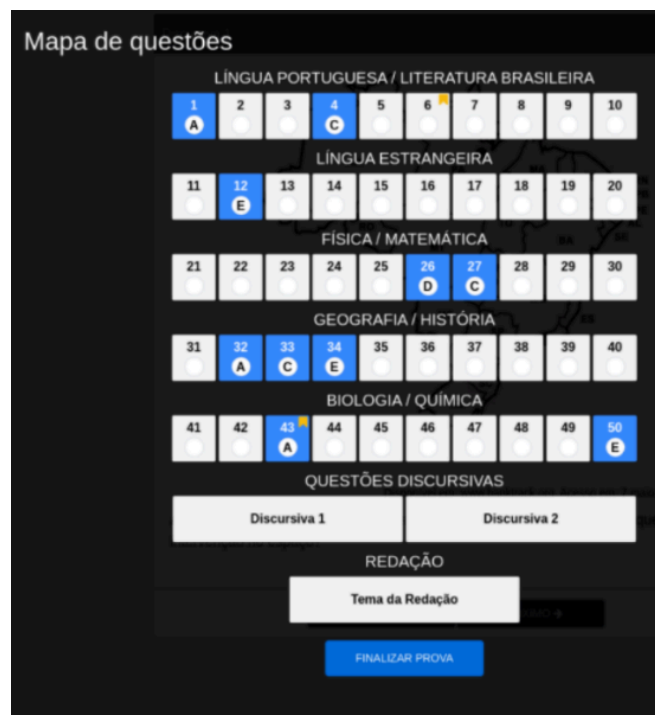 Mapa de questões
LÍNGUA PORTUGUESA / LITERATURA BRASILEIRA
1 2 3 4 5 6 7 8 9 10
A C
LÍNGUA ESTRANGEIRA
11 12 13 14 15 16 17 18 19 20
E
FÍSICA / MATEMÁTICA
21 22 23 24 25 26 27 28 29 30
D C
GEOGRAFIA / HISTÓRIA
31 32 33 34 35 36 37 38 39 40
A C E
BIOLOGIA / QUÍMICA
41 42 43 44 45 46 47 48 49 50
A E
QUESTÕES DISCURSIVAS
Discursiva 1 Discursiva 2
REDAÇÃO
Tema da Redação
FINALIZAR PROVA